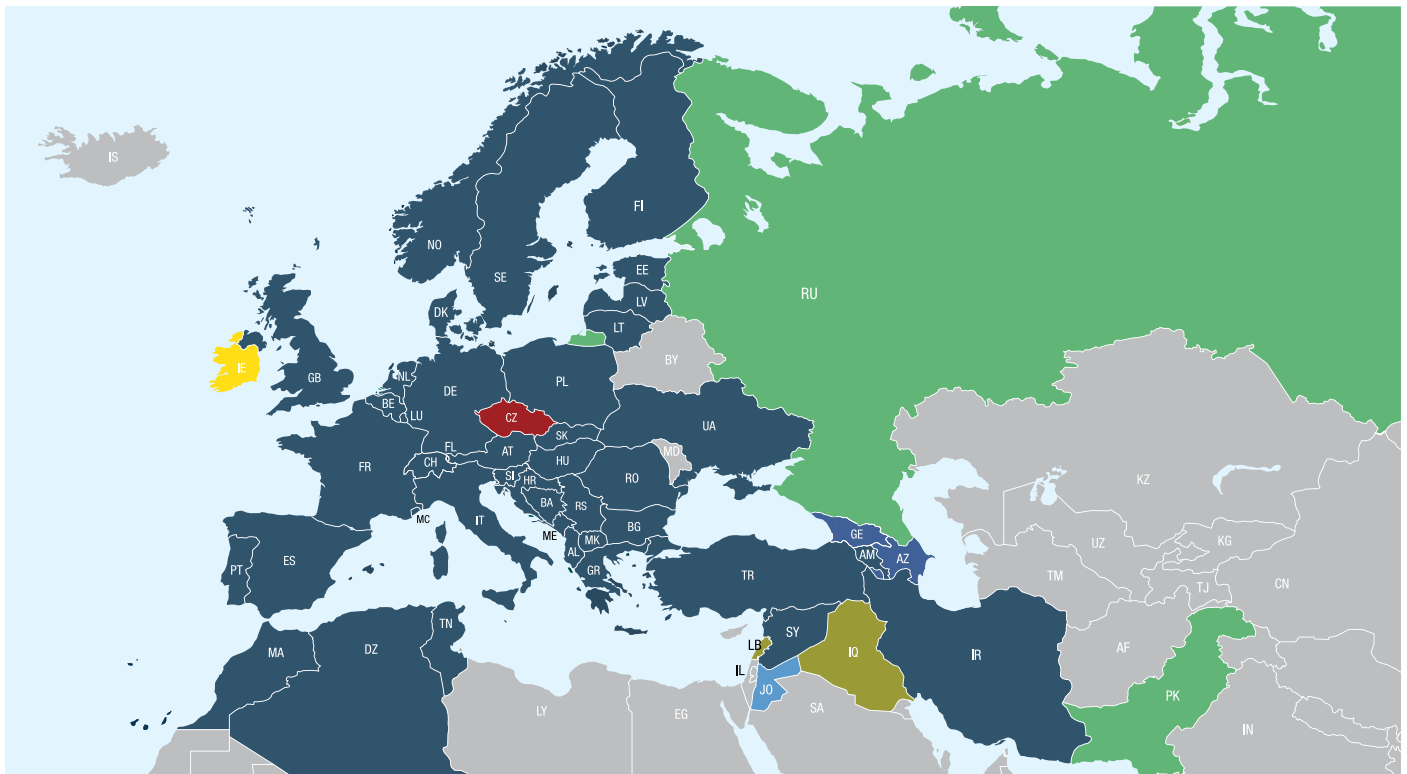 IS
FI
NO
SE
EE
RU
LV
DK
LT
BY
IE
GB
NL
DE
PL
BE
LU
CZ
UA
SK
FL
AT
MD
FR
CH
HU
SI
HR
RO
KZ
BA
RS
MC
IT
BG
ME
MK
GE
UZ
KG
AL
AM
AZ
PT
ES
GR
TR
TM
TJ
CN
TN
SY
MA
DZ
LB
IQ
IR
AF
IL
JO
PK
LY
EG
SA
IN